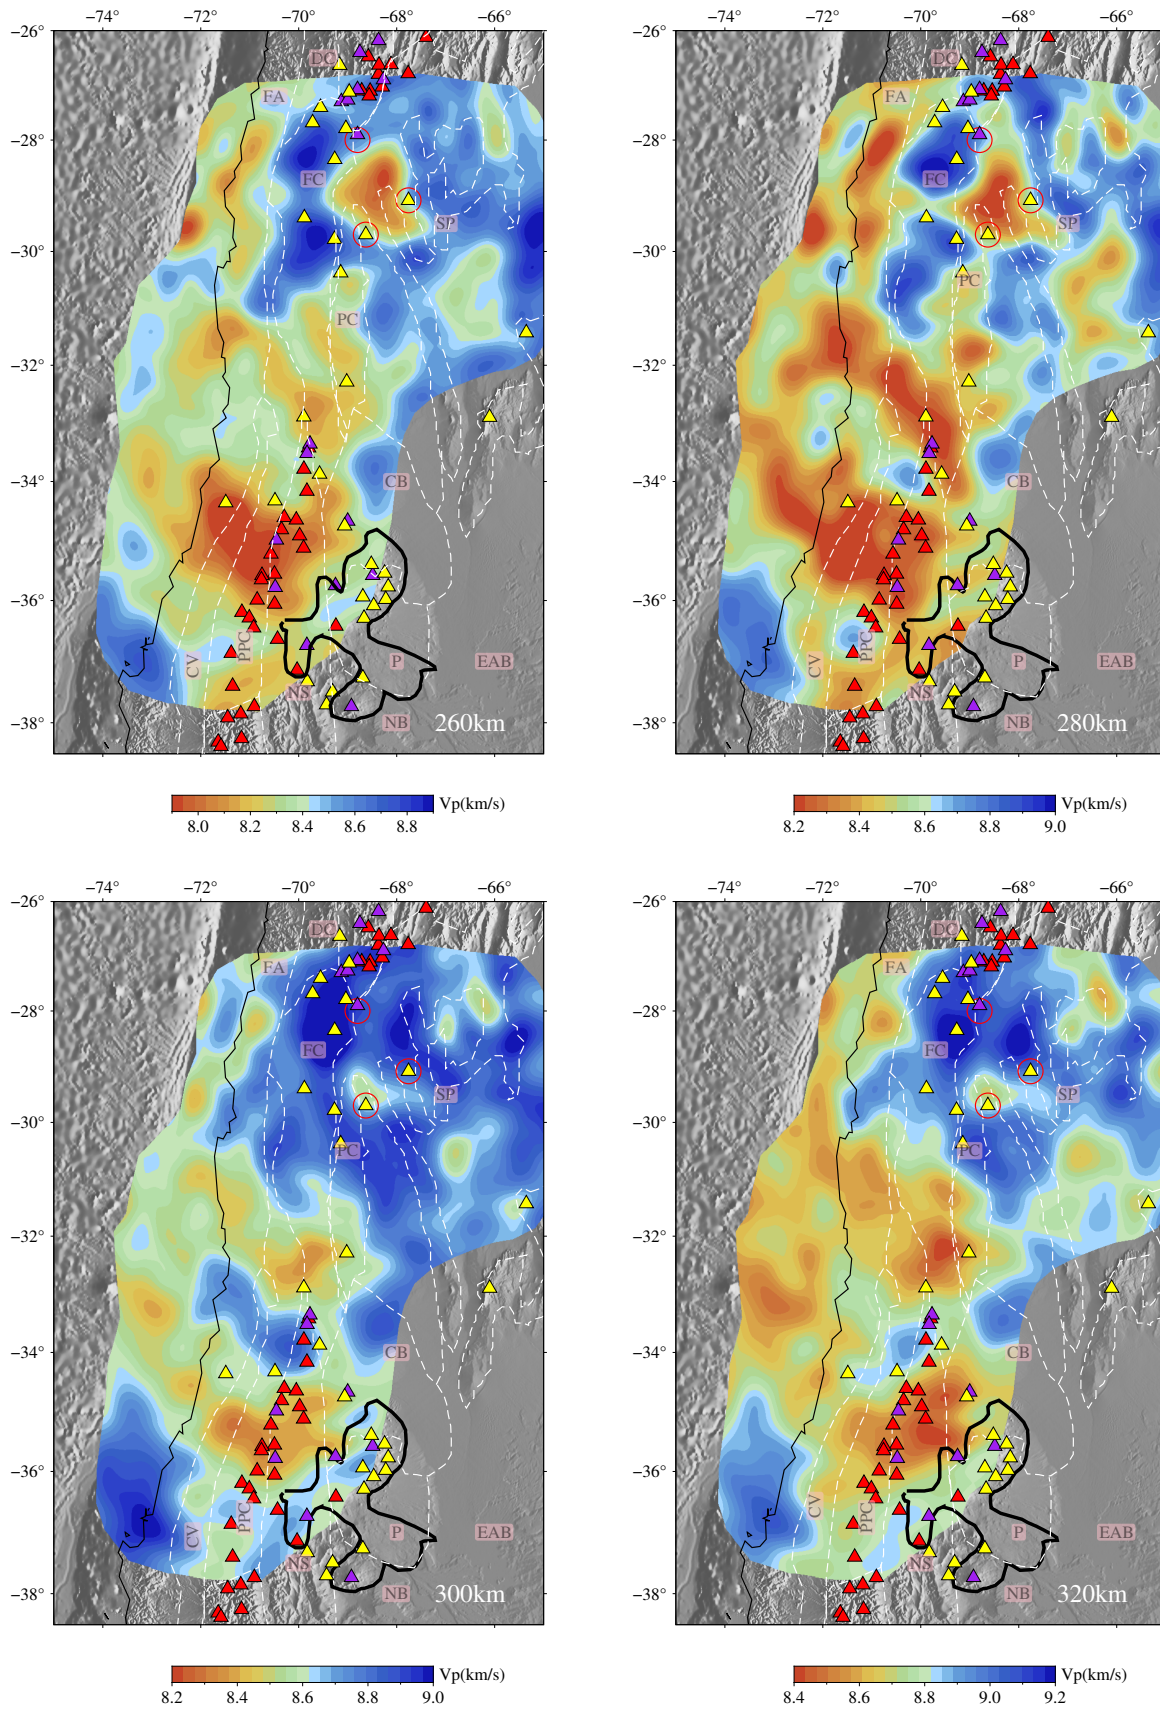 −74° −72° −70° −68° −66°
−26°
−28°
−30°
−32°
−34°
−36°
−38°
DC
FA
FC
SP
PC
CB
CV
PPC
NS
P
EAB
NB
260km
Vp(km/s)
8.0 8.2 8.4 8.6 8.8
−74° −72° −70° −68° −66°
−26°
−28°
−30°
−32°
−34°
−36°
−38°
DC
FA
FC
SP
PC
CB
CV
PPC
NS
P
EAB
NB
280km
Vp(km/s)
8.2 8.4 8.6 8.8 9.0
−74° −72° −70° −68° −66°
−26°
−28°
−30°
−32°
−34°
−36°
−38°
DC
FA
FC
SP
PC
CB
CV
PPC
NS
P
EAB
NB
300km
Vp(km/s)
8.2 8.4 8.6 8.8 9.0
−74° −72° −70° −68° −66°
−26°
−28°
−30°
−32°
−34°
−36°
−38°
DC
FA
FC
SP
PC
CB
CV
PPC
NS
P
EAB
NB
320km
Vp(km/s)
8.4 8.6 8.8 9.0 9.2